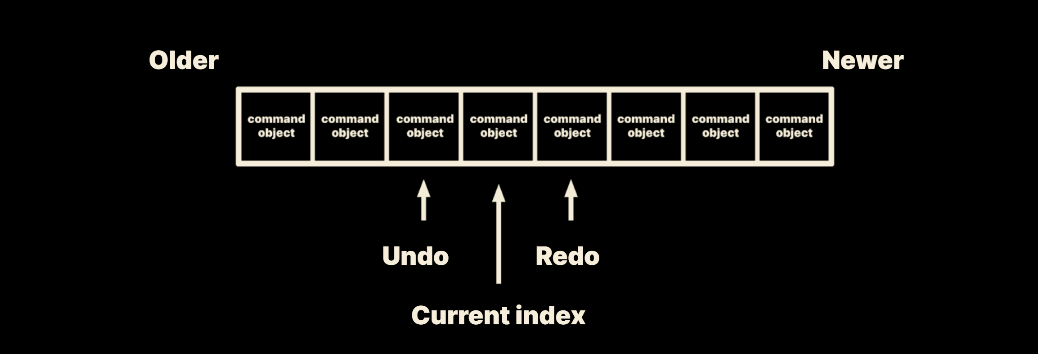 Older
Newer
command
object
command
object
command
object
command
object
command
object
command
object
command
object
command
object
Undo
Redo
Current index